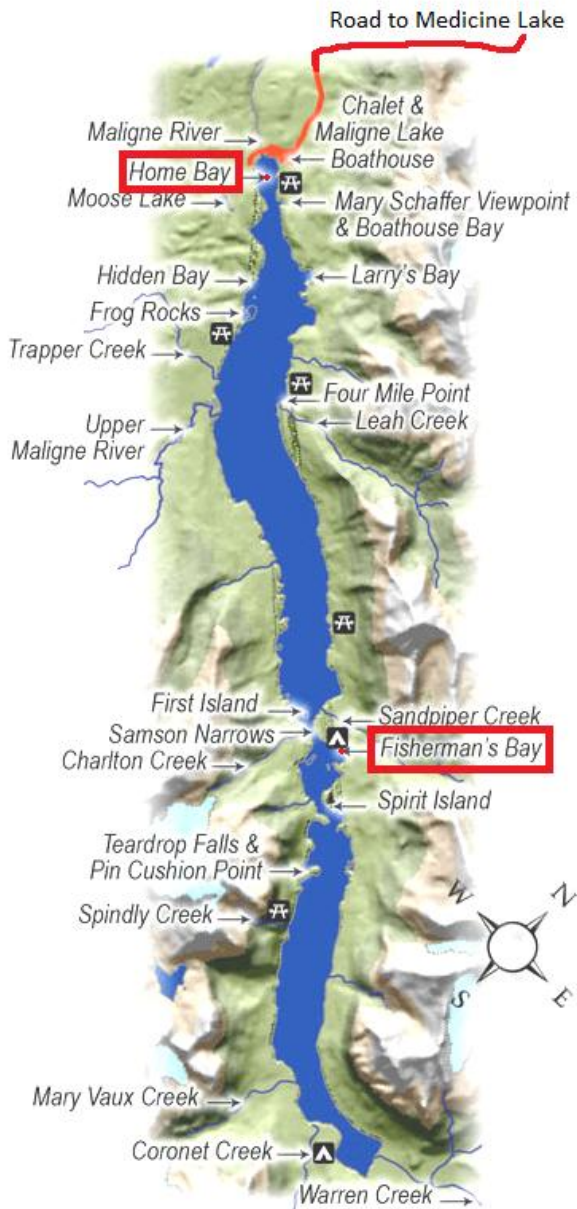 Road to Medicine Lake
Chalet &
Maligne Lake
Boathouse
Maligne River
Home Bay
Moose Lake
Mary Schaffer Viewpoint
& Boathouse Bay
Hidden Bay
Larry's Bay
Frog Rocks
Trapper Creek
Four Mile Point
Leah Creek
Upper
Maligne River
First Island
Sandpiper Creek
Samson Narrows
Fisherman's Bay
Charlton Creek
Spirit Island
Teardrop Falls &
Pin Cushion Point
Spindly Creek
W
N
S
E
Mary Vaux Creek
Coronet Creek
Warren Creek